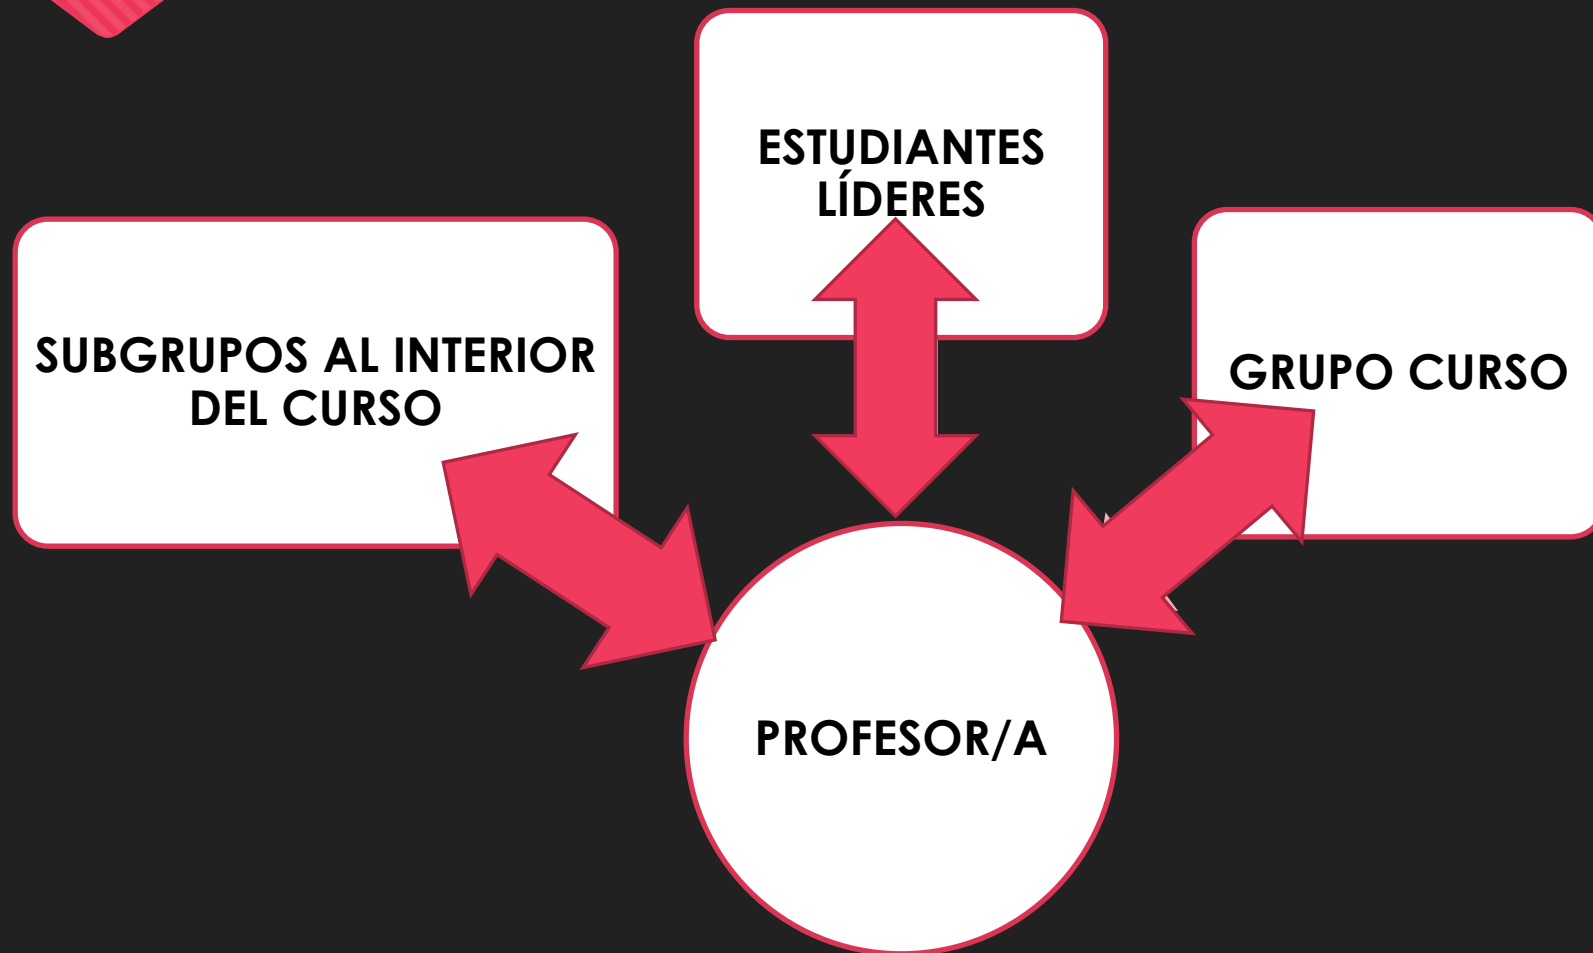 ESTUDIANTES
LÍDERES
SUBGRUPOS AL INTERIOR
DEL CURSO
GRUPO CURSO
PROFESOR/A